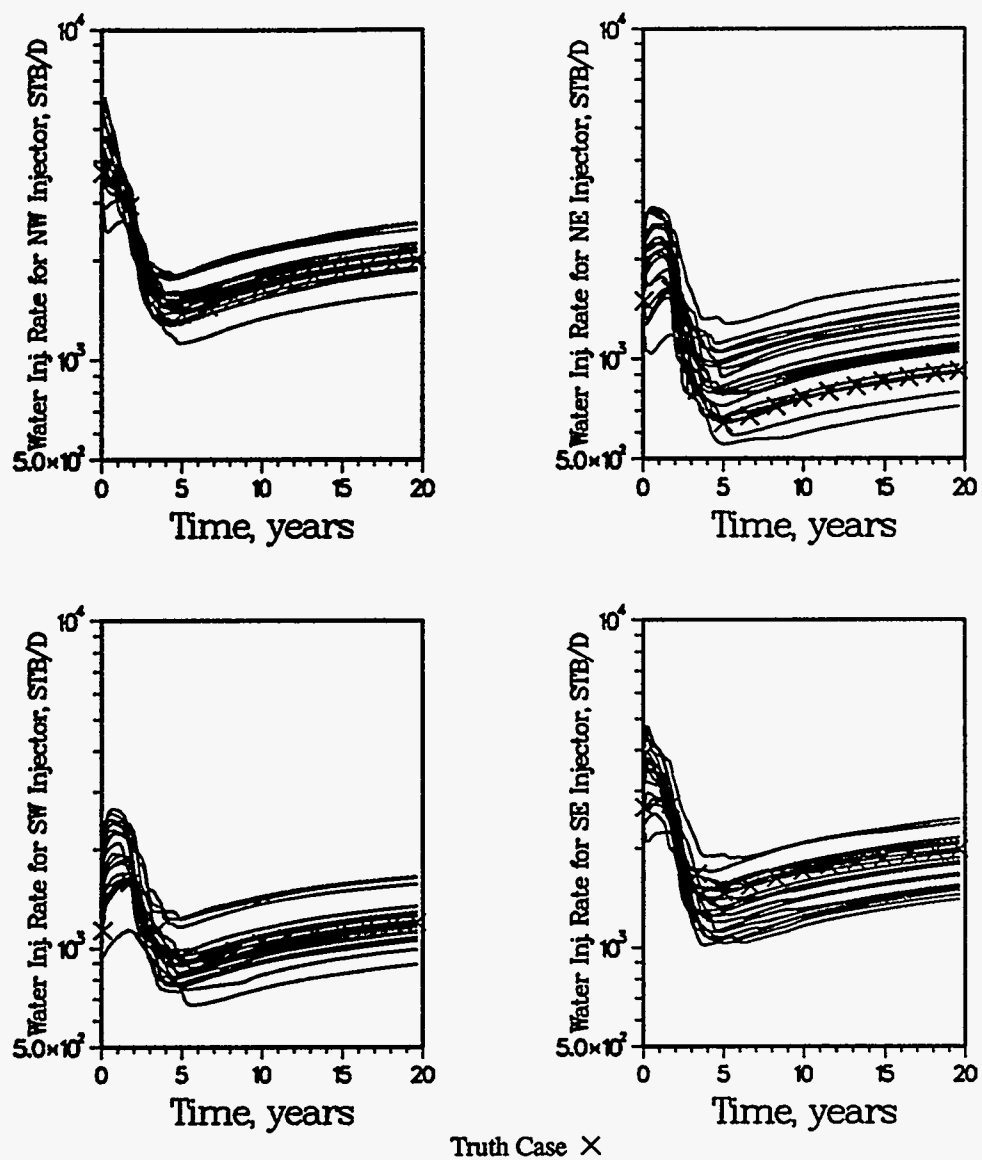 10⁴
10³
5.0×10²
Water Inj. Rate for NW Injector, STB/D
0 5 10 15 20
Time, years
10⁴
10³
5.0×10²
Water Inj. Rate for NE Injector, STB/D
0 5 10 15 20
Time, years
10⁴
10³
5.0×10²
Water Inj. Rate for SW Injector, STB/D
0 5 10 15 20
Time, years
10⁴
10³
5.0×10²
Water Inj. Rate for SE Injector, STB/D
0 5 10 15 20
Time, years
Truth Case ×